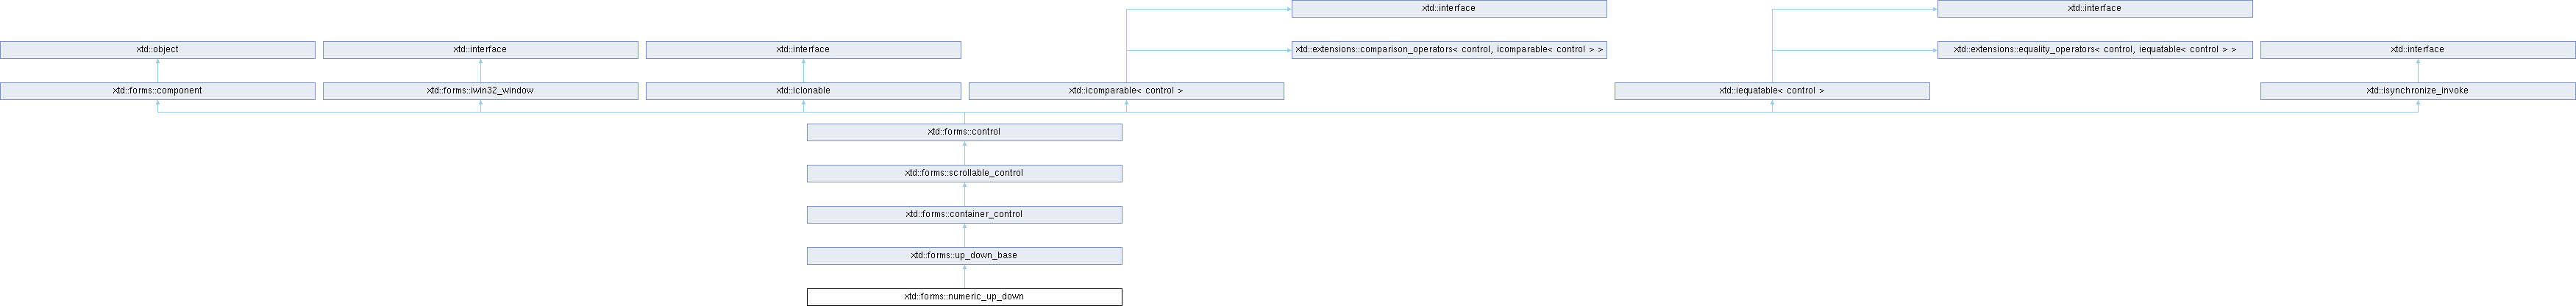 xtd::interface
xtd::interface
xtd::object
xtd::interface
xtd::interface
xtd::extensions::comparison_operators< control, icomparable< control > >
xtd::extensions::equality_operators< control, iequatable< control > >
xtd::interface
xtd::forms::component
xtd::forms::iwin32_window
xtd::iclonable
xtd::icomparable< control >
xtd::iequatable< control >
xtd::isynchronize_invoke
xtd::forms::control
xtd::forms::scrollable_control
xtd::forms::container_control
xtd::forms::up_down_base
xtd::forms::numeric_up_down